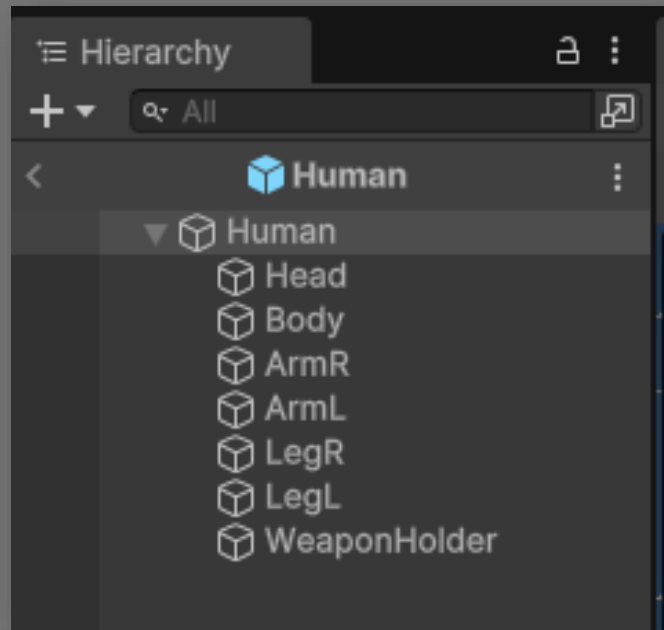 Hierarchy
All
Human
Human
Head
Body
ArmR
ArmL
LegR
LegL
WeaponHolder